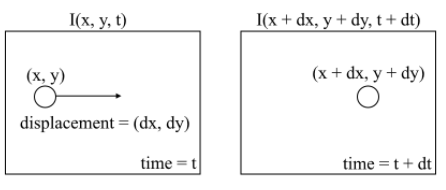 I(x, y, t)
(x, y)
displacement = (dx, dy)
time = t
I(x + dx, y + dy, t + dt)
(x + dx, y + dy)
time = t + dt